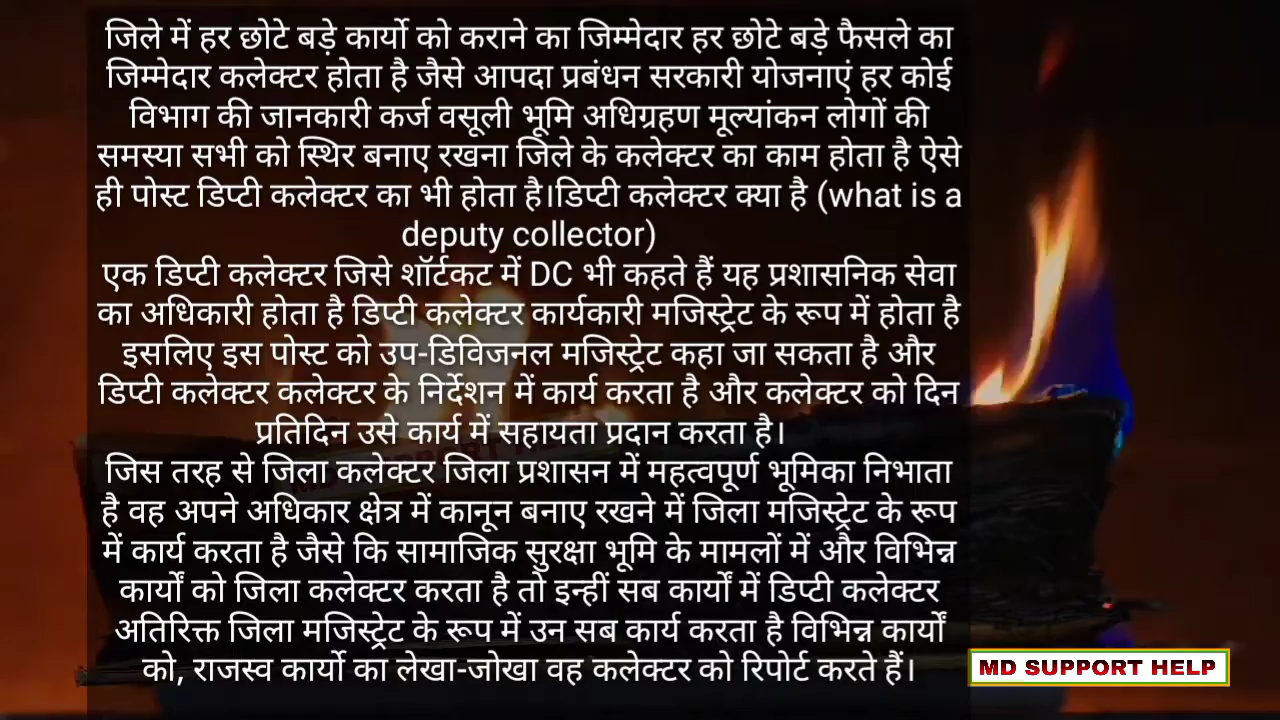 जिले में हर छोटे बड़े कार्यो को कराने का जिम्मेदार हर छोटे बड़े फैसले का
जिम्मेदार कलेक्टर होता है जैसे आपदा प्रबंधन सरकारी योजनाएं हर कोई
विभाग की जानकारी कर्ज वसूली भूमि अधिग्रहण मूल्यांकन लोगों की
समस्या सभी को स्थिर बनाए रखना जिले के कलेक्टर का काम होता है ऐसे
ही पोस्ट डिप्टी कलेक्टर का भी होता है।डिप्टी कलेक्टर क्या है (what is a
deputy collector)
एक डिप्टी कलेक्टर जिसे शॉर्टकट में DC भी कहते हैं यह प्रशासनिक सेवा
का अधिकारी होता है डिप्टी कलेक्टर कार्यकारी मजिस्ट्रेट के रूप में होता है
इसलिए इस पोस्ट को उप-डिविजनल मजिस्ट्रेट कहा जा सकता है और
डिप्टी कलेक्टर कलेक्टर के निर्देशन में कार्य करता है और कलेक्टर को दिन
प्रतिदिन उसे कार्य में सहायता प्रदान करता है।
जिस तरह से जिला कलेक्टर जिला प्रशासन में महत्वपूर्ण भूमिका निभाता
है वह अपने अधिकार क्षेत्र में कानून बनाए रखने में जिला मजिस्ट्रेट के रूप
में कार्य करता है जैसे कि सामाजिक सुरक्षा भूमि के मामलों में और विभिन्न
कार्यों को जिला कलेक्टर करता है तो इन्हीं सब कार्यों में डिप्टी कलेक्टर
अतिरिक्त जिला मजिस्ट्रेट के रूप में उन सब कार्य करता है विभिन्न कार्यों
को, राजस्व कार्यो का लेखा-जोखा वह कलेक्टर को रिपोर्ट करते हैं।
MD SUPPORT HELP